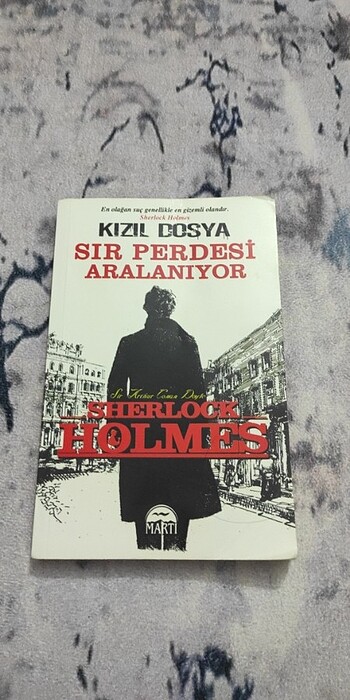 En olağan suç genellikle en gizemli olandır.
Sherlock Holmes
KIZIL DOSYA
SIR PERDESİ
ARALANIYOR
Sir Arthur Conan Doyle
SHERLOCK
HOLMES
MARTI